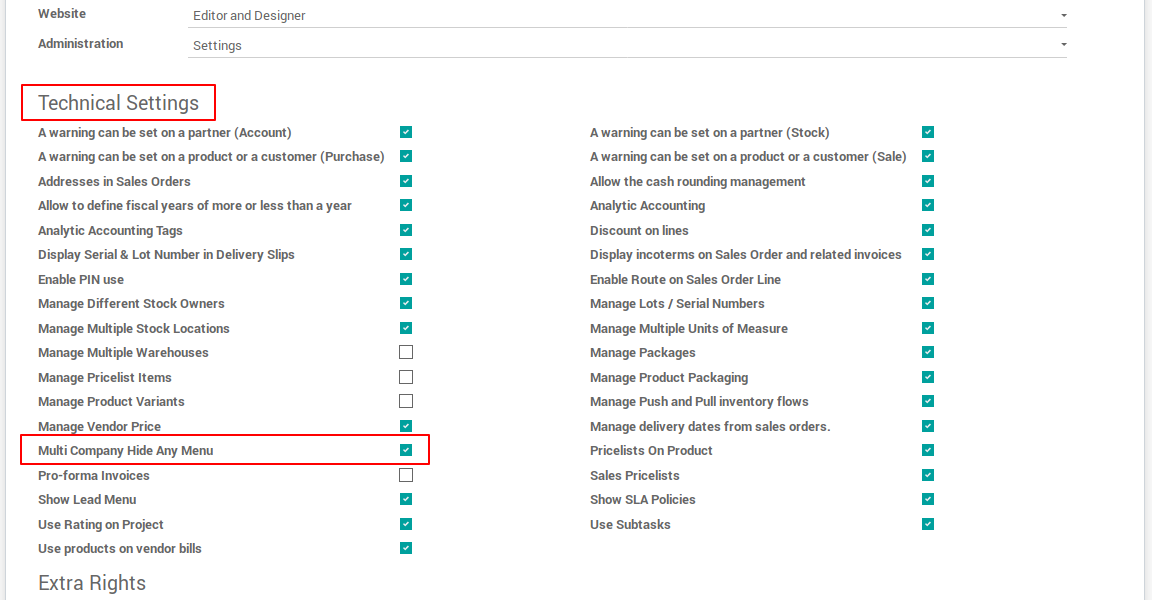 Website Editor and Designer
Administration Settings
Technical Settings
A warning can be set on a partner (Account) A warning can be set on a partner (Stock)
A warning can be set on a product or a customer (Purchase) A warning can be set on a product or a customer (Sale)
Addresses in Sales Orders Allow the cash rounding management
Allow to define fiscal years of more or less than a year Analytic Accounting
Analytic Accounting Tags Discount on lines
Display Serial & Lot Number in Delivery Slips Display incoterms on Sales Order and related invoices
Enable PIN use Enable Route on Sales Order Line
Manage Different Stock Owners Manage Lots / Serial Numbers
Manage Multiple Stock Locations Manage Multiple Units of Measure
Manage Multiple Warehouses Manage Packages
Manage Pricelist Items Manage Product Packaging
Manage Product Variants Manage Push and Pull inventory flows
Manage Vendor Price Manage delivery dates from sales orders.
Multi Company Hide Any Menu Pricelists On Product
Pro-forma Invoices Sales Pricelists
Show Lead Menu Show SLA Policies
Use Rating on Project Use Subtasks
Use products on vendor bills
Extra Rights